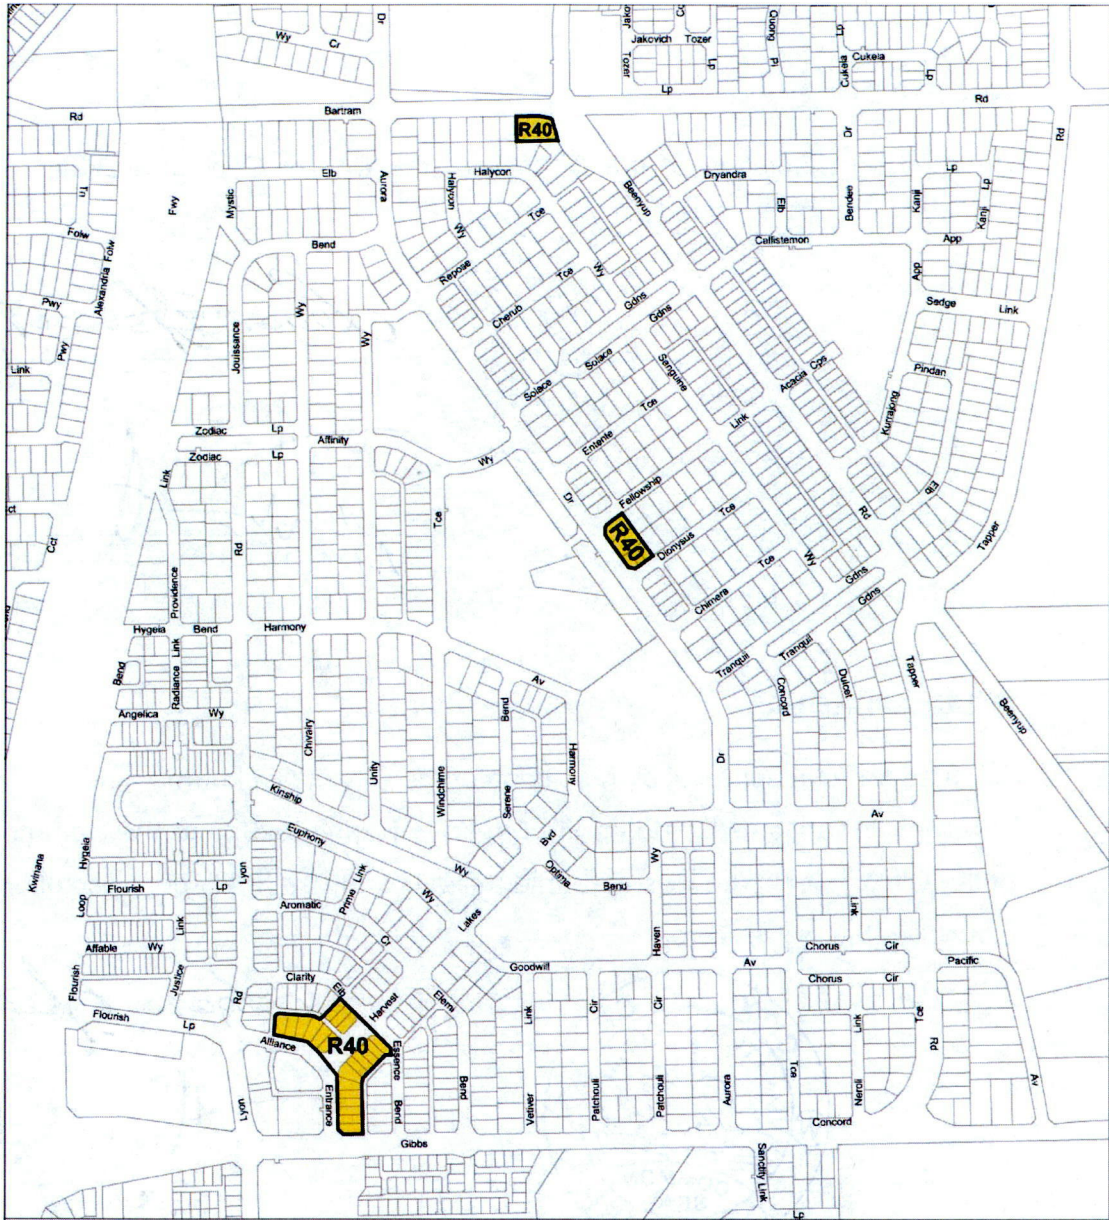 Dr
Wy
Cr
Jakovich
Tozer
Quong
Pl
Lp
Cukela
Lp
Cukela
Tozer
Lp
Lp
Rd
Bartram
Rd
R40
Dr
Rd
Elb
Halycon
Beenyup
Dryandra
Lp
Mystic
Aurora
Halycon
Elb
Bendee
Kanji
Kanji
Lp
Fwy
Folw
Tce
Folw
Bend
Wy
Callistemon
App
Alexandria
Repose
Wy
App
Pwy
Wy
Cherub
Tce
Gdns
Sedge
Link
Wy
Gdns
Jouissance
Pwy
Link
Solace
Sanguine
Acacia
Cps
Pindan
Solace
Tce
Kurrajong
Zodiac
Lp
Affinity
Link
Zodiac
Lp
Entente
Wy
Link
Dr
Fellowship
Elb
Tce
Tce
Rd
Cct
Rd
R40
Dionysus
Tapper
Tce
Wy
Providence
Chimera
Gdns
Gdns
Hygeia
Bend
Harmony
Link
Tranquil
Tranquil
Bend
Radiance
Av
Concord
Dulcet
Tapper
Angelica
Wy
Bend
Beenyup
Chivalry
Harmony
Dr
Unity
Windchime
Kinship
Serene
Av
Euphony
Bvd
Hygeia
Wy
Kwinana
Lyon
Link
Wy
Optima
Flourish
Lp
Prime
Bend
Loop
Aromatic
Wy
Link
Link
Lakes
Haven
Affable
Wy
Ct
Chorus
Cir
Goodwill
Av
Pacific
Flourish
Justice
Clarity
Chorus
Cir
Elb
Elemi
Rd
Harvest
Flourish
Lp
Link
Cir
Cir
Link
Tce
R40
Alliance
Essence
Rd
Tce
Av
Lyon
Entrance
Bend
Bend
Vetiver
Patchouli
Patchouli
Aurora
Neroli
Concord
Gibbs
Sanctity Link
Lp